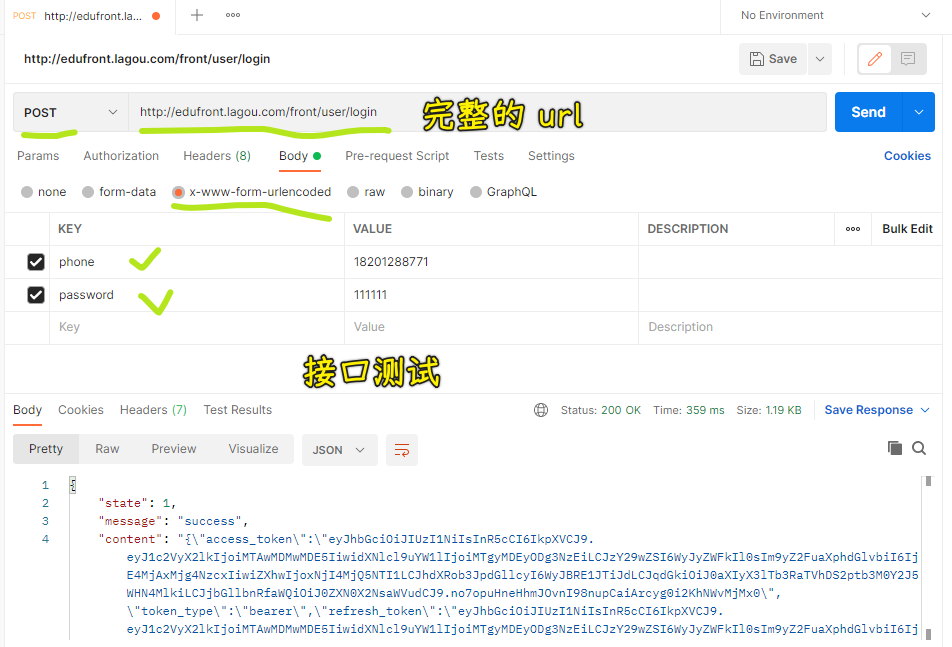 POST http://edufront.la...
No Environment
http://edufront.lagou.com/front/user/login
Save
POST
http://edufront.lagou.com/front/user/login
完整的 url
Send
Params Authorization Headers (8) Body Pre-request Script Tests Settings Cookies
none form-data x-www-form-urlencoded raw binary GraphQL
KEY VALUE DESCRIPTION Bulk Edit
phone 18201288771
password 111111
Key Value Description
接口测试
Body Cookies Headers (7) Test Results Status: 200 OK Time: 359 ms Size: 1.19 KB Save Response
Pretty Raw Preview Visualize JSON
1 {
2 "state": 1,
3 "message": "success",
4 "content": "{\"access_token\":\"eyJhbGciOiJIUzI1NiIsInR5cCI6IkpXVCJ9.
eyJ1c2VyX2lkIjoiMTAwMDMwMDE5IiwidXNlcl9uYW1lIjoiMTgyMDEyODg3NzEiLCJzY29wZSI6WyJyZWFkIl0sIm9yZ2FuaXphdGlvbiI6Ij
E4MjAxMjg4NzcxIiwiZXhwIjoxNjI4MjQ5NTI1LCJhdXRob3JpdGllcyI6WyJBRE1JTiJdLCJqdGkiOiJ0aXIyX3lTb3RaTVhDS2ptb3M0Y2J5
WHN4MlkiLCJjbGllbnRfaWQiOiJ0ZXN0X2NsaWVudCJ9.no7opuHneHhmJOvnI98nupCaiArcyg0i2KhNWvMjMx0\",
\"token_type\":\"bearer\",\"refresh_token\":\"eyJhbGciOiJIUzI1NiIsInR5cCI6IkpXVCJ9.
eyJ1c2VyX2lkIjoiMTAwMDMwMDE5IiwidXNlcl9uYW1lIjoiMTgyMDEyODg3NzEiLCJzY29wZSI6WyJyZWFkIl0sIm9yZ2FuaXphdGlvbiI6Ij